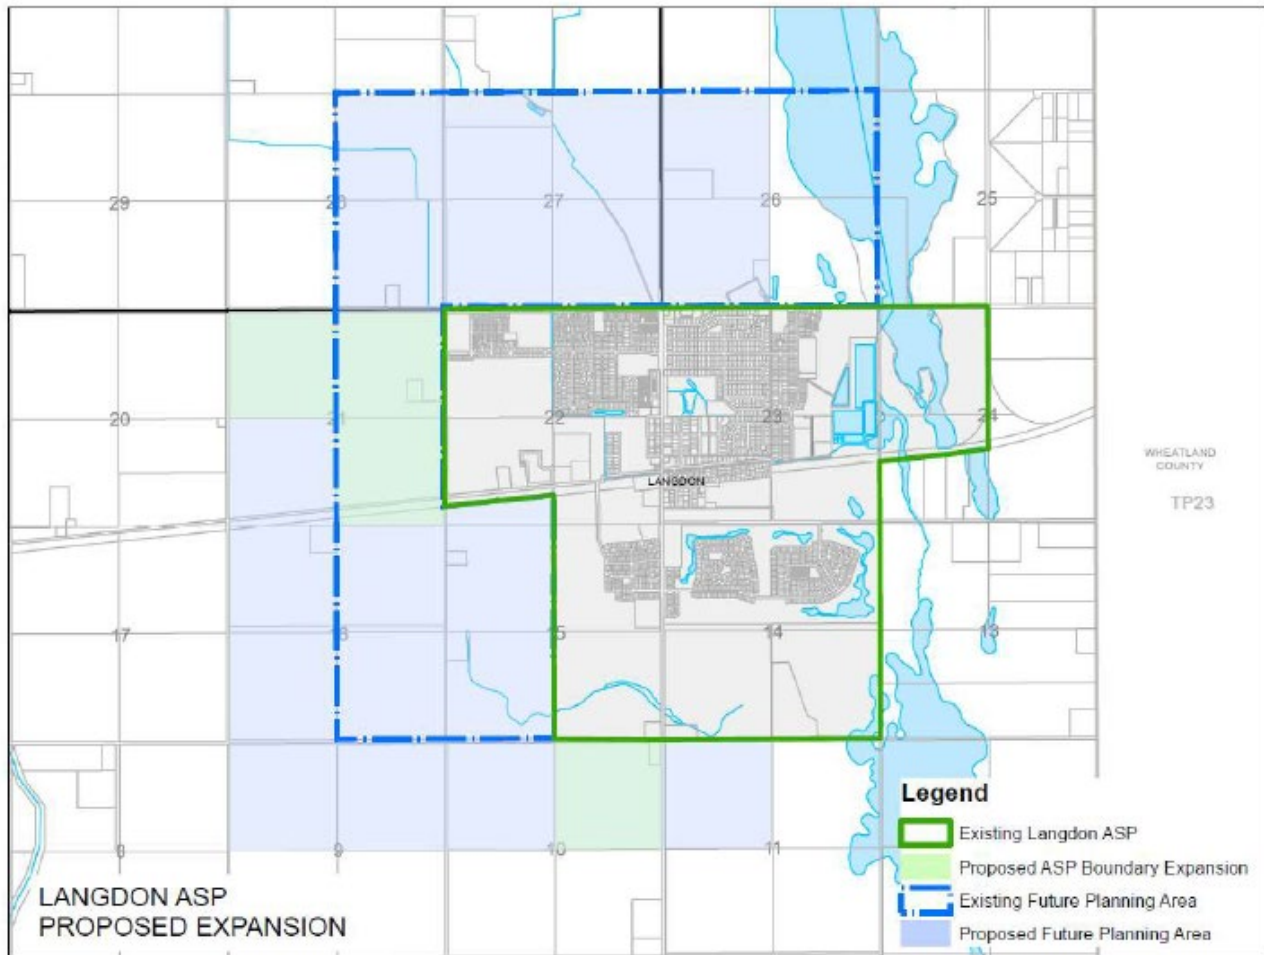 29
28
27
26
25
20
21
22
23
24
WHEATLAND
COUNTY
TP23
LANGDON
17
15
14
13
Legend
Existing Langdon ASP
8
9
10
11
Proposed ASP Boundary Expansion
LANGDON ASP
PROPOSED EXPANSION
Existing Future Planning Area
Proposed Future Planning Area